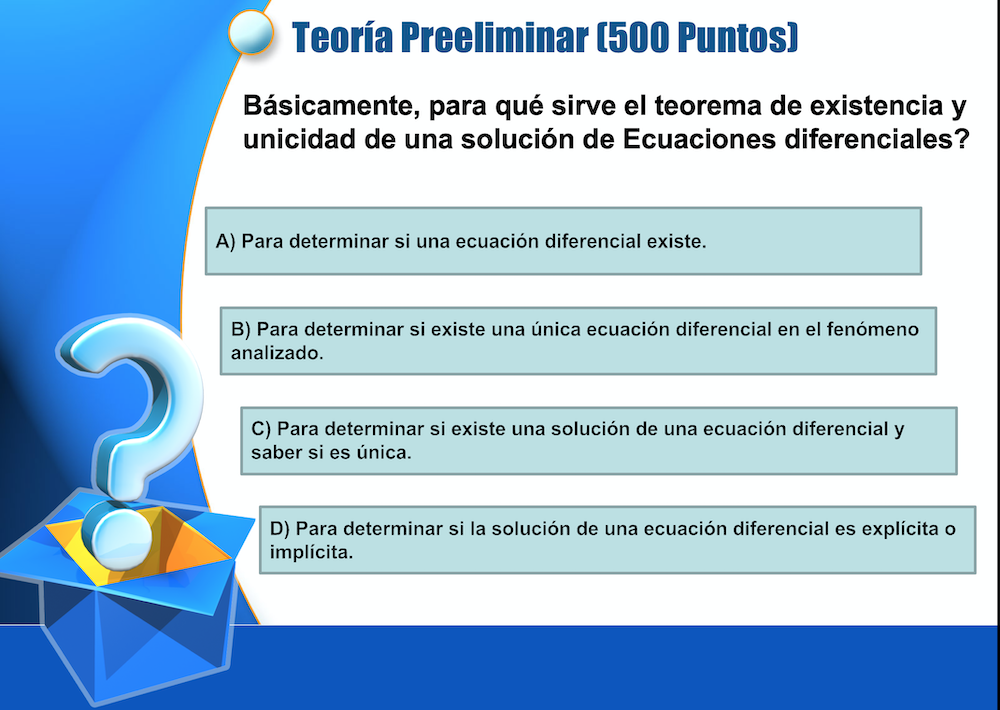 Teoría Preeliminar (500 Puntos)
Básicamente, para qué sirve el teorema de existencia y
unicidad de una solución de Ecuaciones diferenciales?
A) Para determinar si una ecuación diferencial existe.
B) Para determinar si existe una única ecuación diferencial en el fenómeno
analizado.
C) Para determinar si existe una solución de una ecuación diferencial y
saber si es única.
D) Para determinar si la solución de una ecuación diferencial es explícita o
implícita.